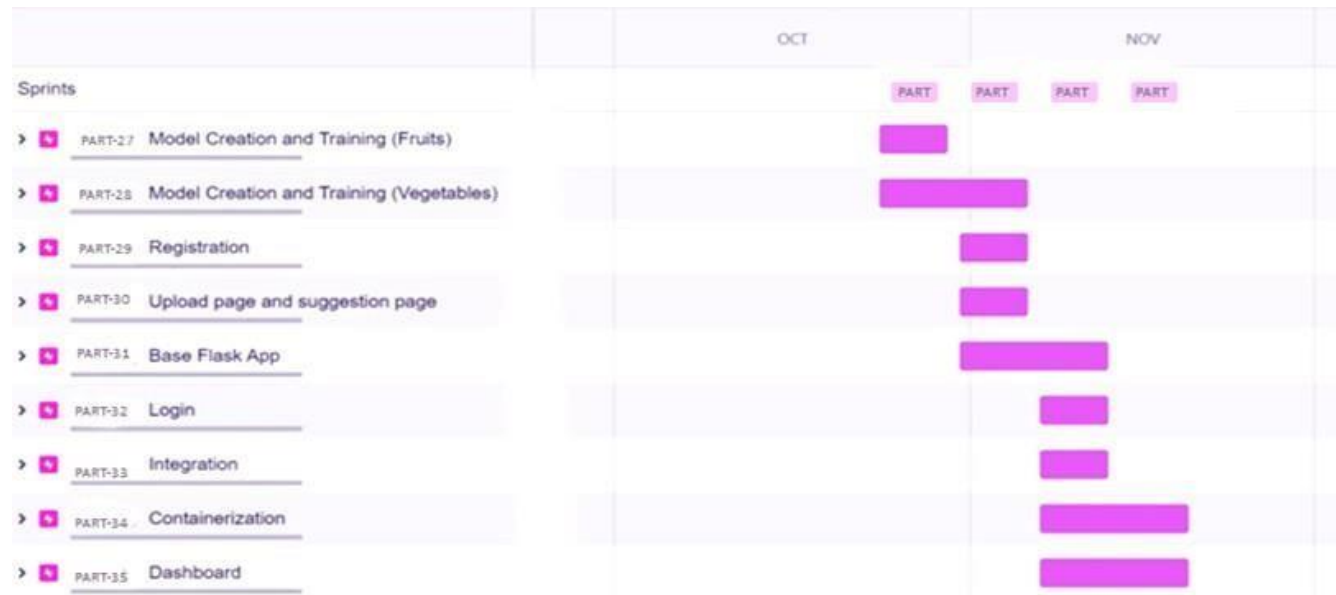 OCT NOV
Sprints PART PART PART PART
PART-27 Model Creation and Training (Fruits)
PART-28 Model Creation and Training (Vegetables)
PART-29 Registration
PART-30 Upload page and suggestion page
PART-31 Base Flask App
PART-32 Login
PART-33 Integration
PART-34 Containerization
PART-35 Dashboard